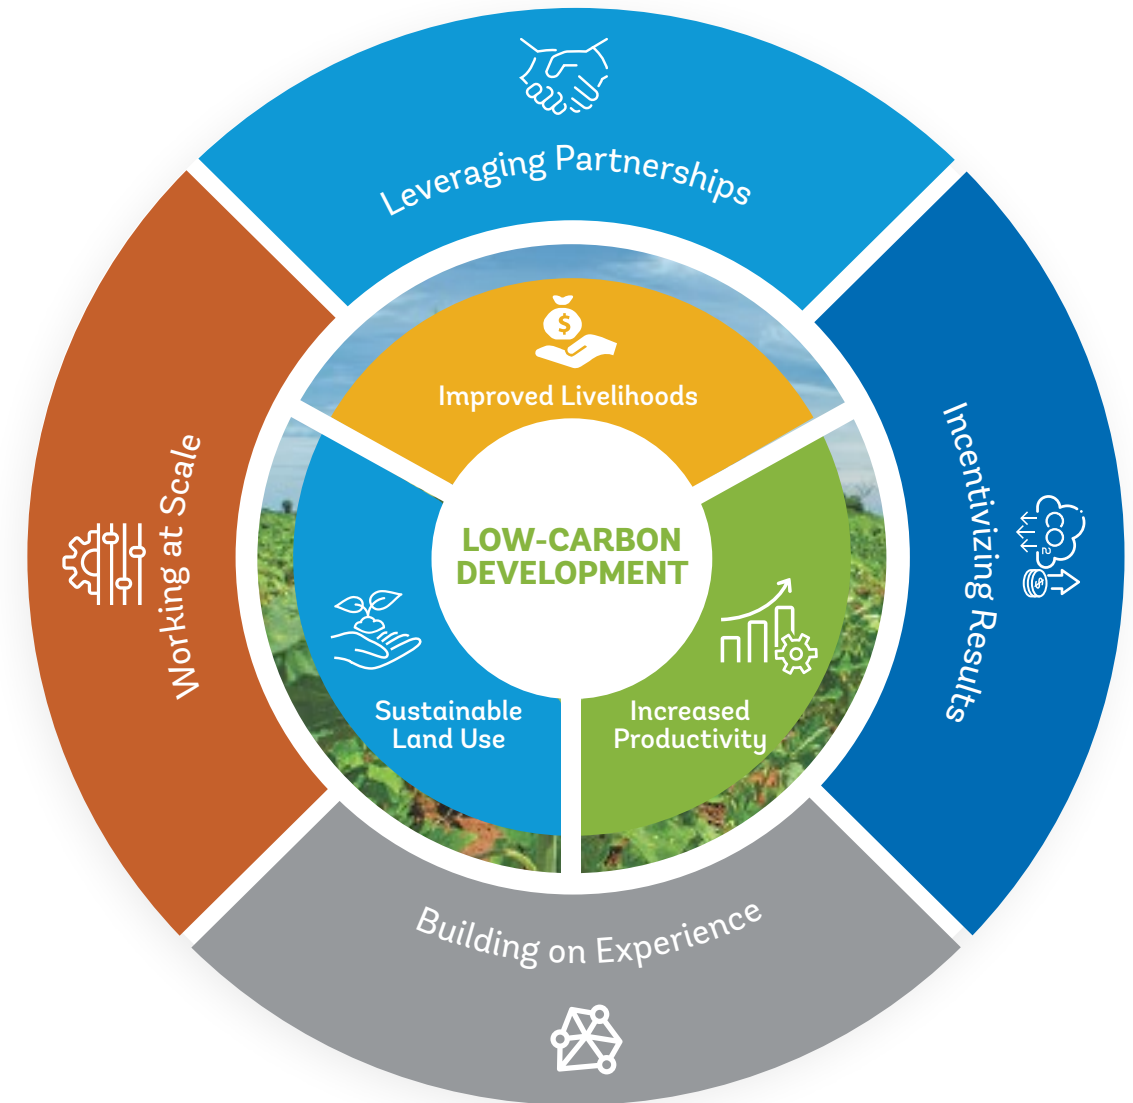 Leveraging Partnerships
$
Improved Livelihoods
Incentivizing Results
CO₂
$
Working at Scale
LOW-CARBON
DEVELOPMENT
Sustainable
Land Use
Increased
Productivity
Building on Experience